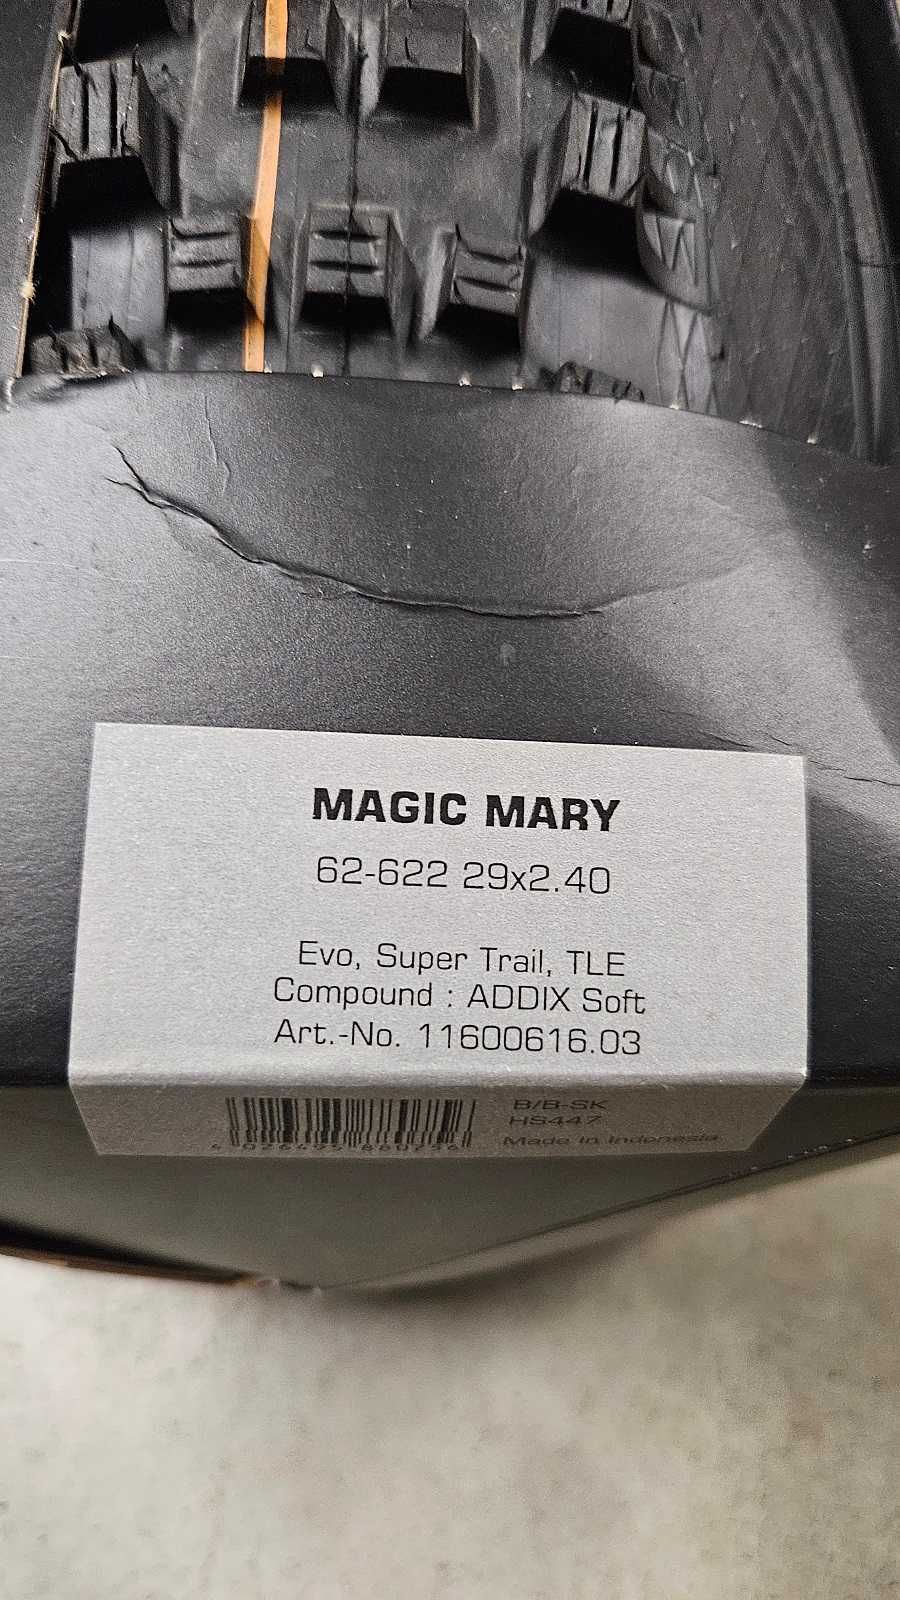 MAGIC MARY
62-622 29x2.40
Evo, Super Trail, TLE
Compound : ADDIX Soft
Art.-No. 11600616.03
B/B-SK
HS447
Made in Indonesia